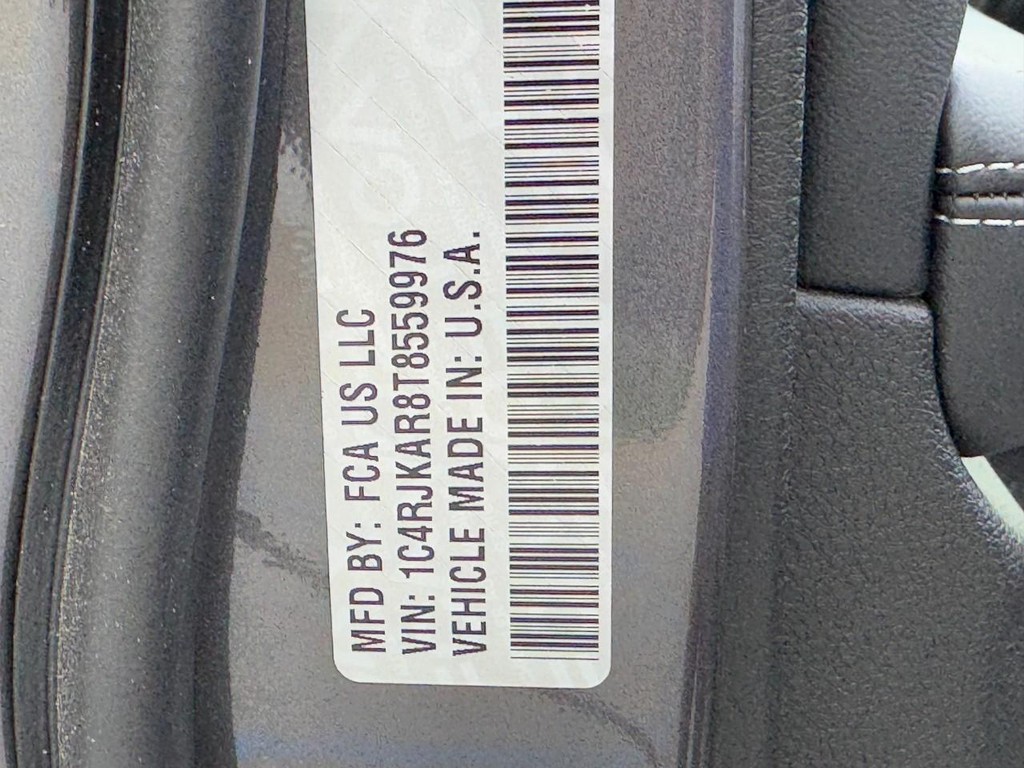 MFD BY: FCA US LLC
VIN: 1C4RJKAR8T8559976
VEHICLE MADE IN: U.S.A.